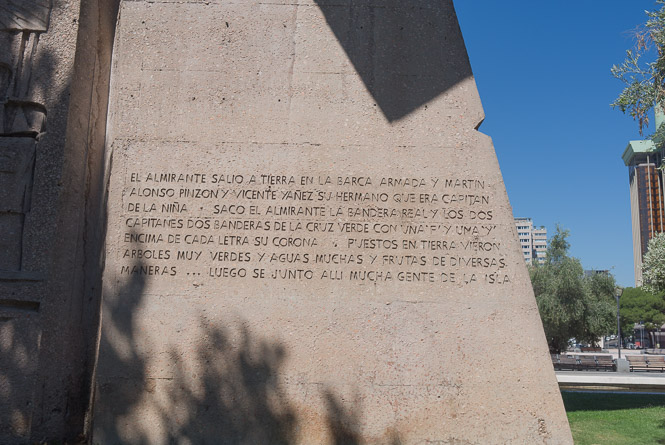 EL ALMIRANTE SALIO A TIERRA EN LA BARCA ARMADA Y MARTIN
ALONSO PINZON Y VICENTE YAÑEZ SU HERMANO QUE ERA CAPITAN
DE LA NIÑA · SACO EL ALMIRANTE LA BANDERA REAL Y LOS DOS
CAPITANES DOS BANDERAS DE LA CRUZ VERDE CON UNA "F" Y UMA "Y"
ENCIMA DE CADA LETRA SU CORONA · PUESTOS EN TIERRA VIERON
ARBOLES MUY VERDES Y AGUAS MUCHAS Y FRUTAS DE DIVERSAS
MANERAS ... LUEGO SE JUNTO ALLI MUCHA GENTE DE LA ISLA